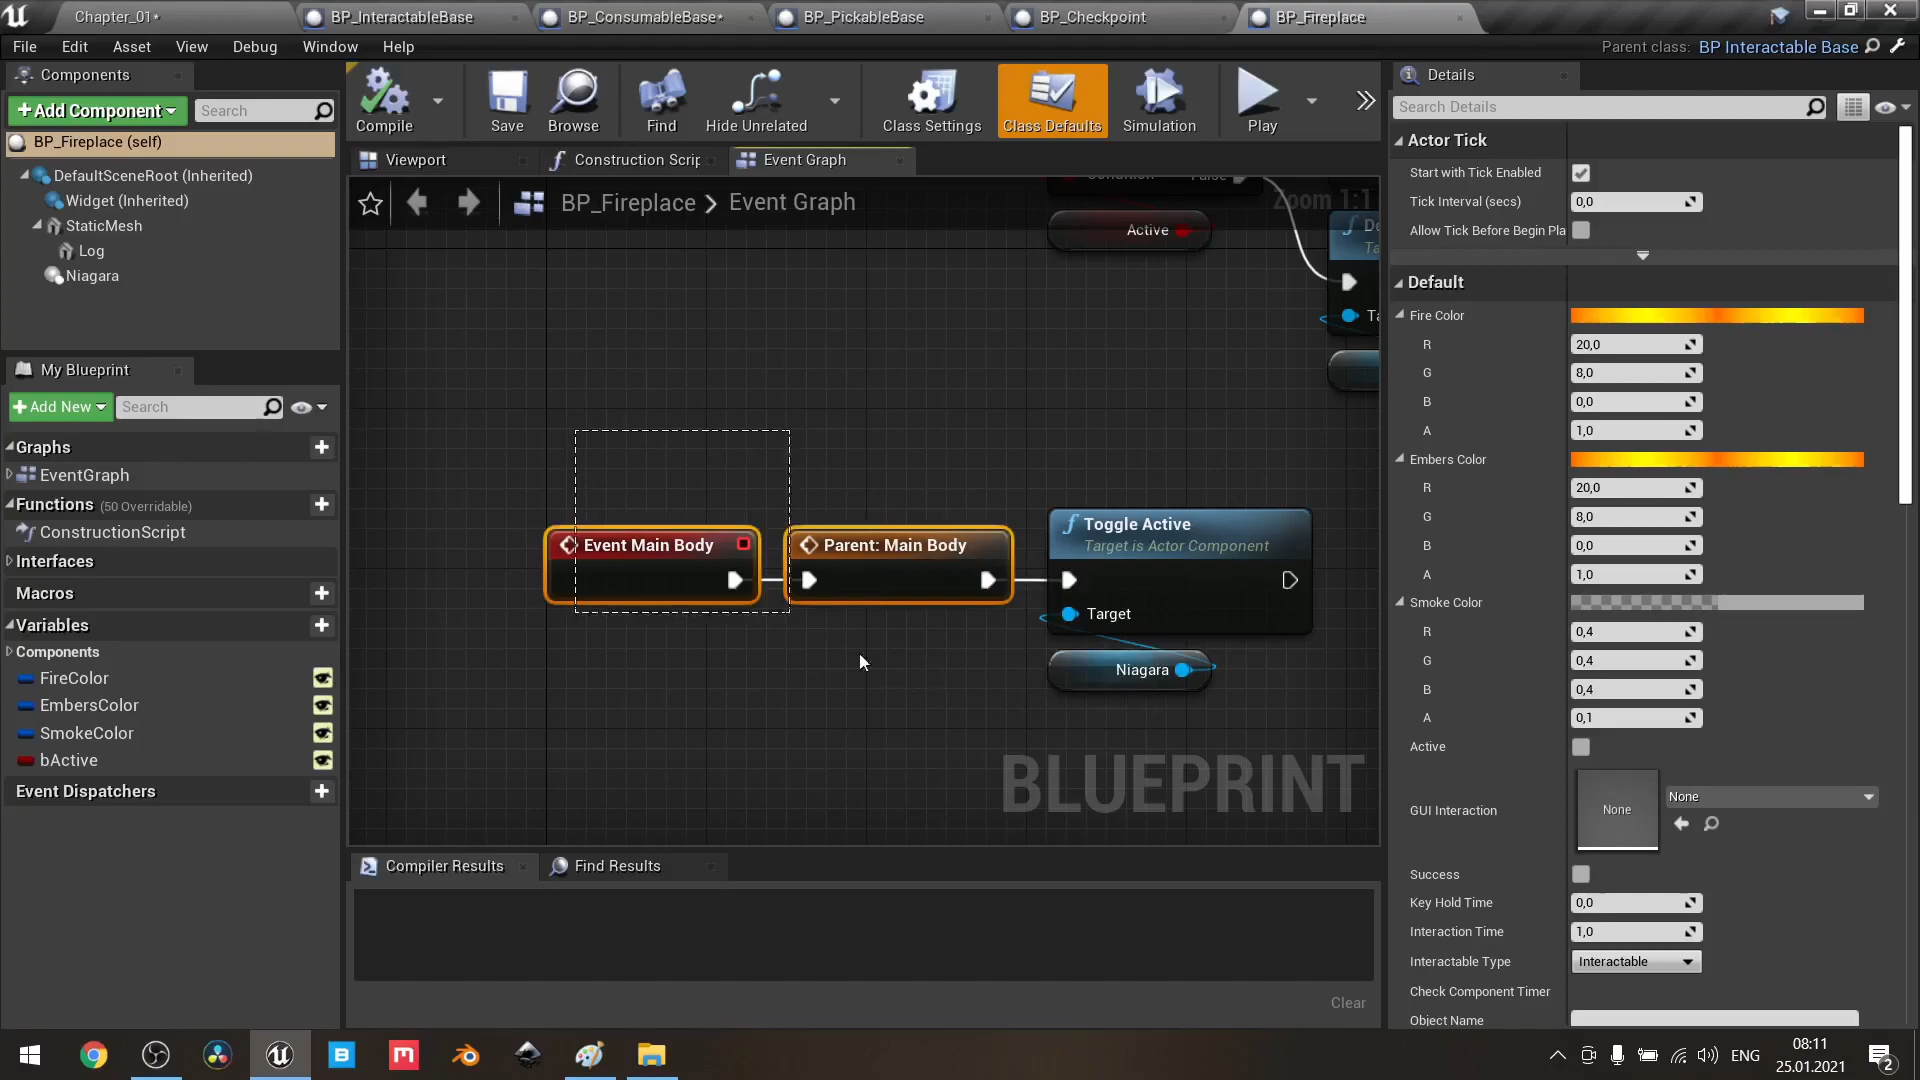 Chapter_01*
BP_InteractableBase
BP_ConsumableBase*
BP_PickableBase
BP_Checkpoint
BP_Fireplace
File
Edit
Asset
View
Debug
Window
Help
Parent class: BP Interactable Base
Components
+Add Component
Search
BP_Fireplace (self)
DefaultSceneRoot (Inherited)
Widget (Inherited)
StaticMesh
Log
Niagara
My Blueprint
+Add New
Search
Graphs
EventGraph
Functions (50 Overridable)
ConstructionScript
Interfaces
Macros
Variables
Components
FireColor
EmbersColor
SmokeColor
bActive
Event Dispatchers
Compile
Save
Browse
Find
Hide Unrelated
Class Settings
Class Defaults
Simulation
Play
Viewport
Construction Scrip
Event Graph
BP_Fireplace > Event Graph
Zoom 1:1
Active
Event Main Body
Parent: Main Body
Toggle Active
Target is Actor Component
Target
Niagara
BLUEPRINT
Compiler Results
Find Results
Clear
Details
Search Details
Actor Tick
Start with Tick Enabled
Tick Interval (secs) 0,0
Allow Tick Before Begin Pla
Default
Fire Color
R 20,0
G 8,0
B 0,0
A 1,0
Embers Color
R 20,0
G 8,0
B 0,0
A 1,0
Smoke Color
R 0,4
G 0,4
B 0,4
A 0,1
Active
GUI Interaction None None
Success
Key Hold Time 0,0
Interaction Time 1,0
Interactable Type Interactable
Check Component Timer
Object Name
ENG
08:11
25.01.2021
2